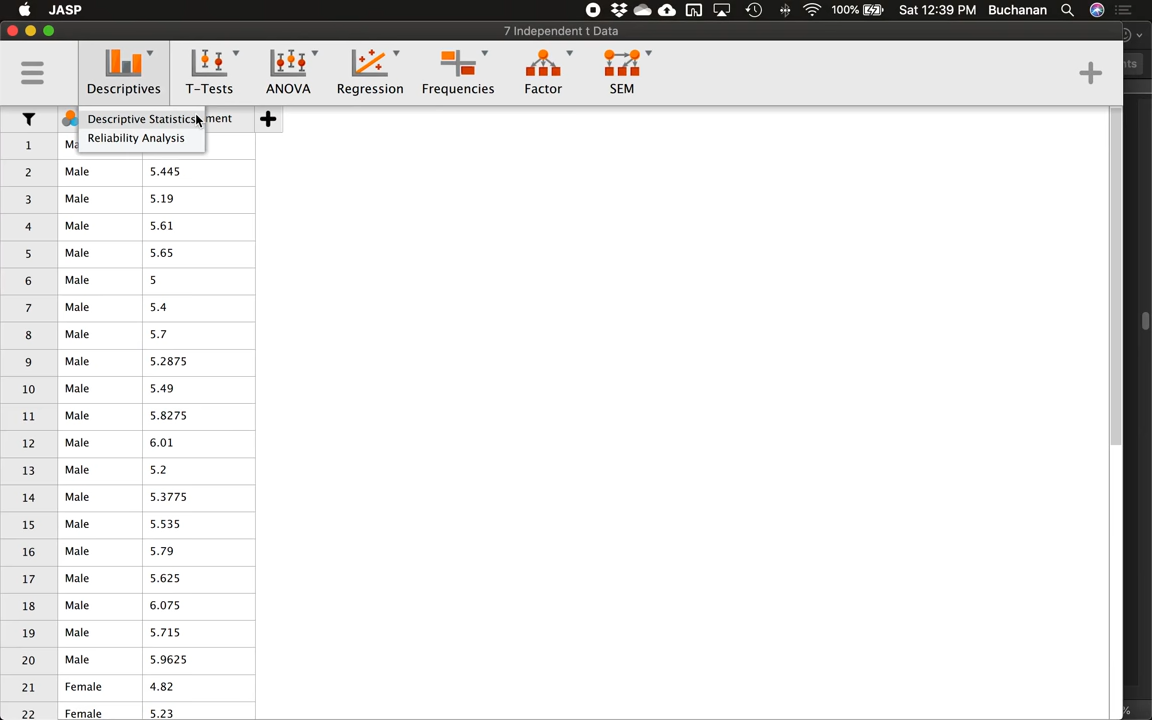 JASP 100% Sat 12:39 PM Buchanan
7 Independent t Data
Descriptives T-Tests ANOVA Regression Frequencies Factor SEM
Descriptive Statistics ment
Reliability Analysis
1
2 Male 5.445
3 Male 5.19
4 Male 5.61
5 Male 5.65
6 Male 5
7 Male 5.4
8 Male 5.7
9 Male 5.2875
10 Male 5.49
11 Male 5.8275
12 Male 6.01
13 Male 5.2
14 Male 5.3775
15 Male 5.535
16 Male 5.79
17 Male 5.625
18 Male 6.075
19 Male 5.715
20 Male 5.9625
21 Female 4.82
22 Female 5.23